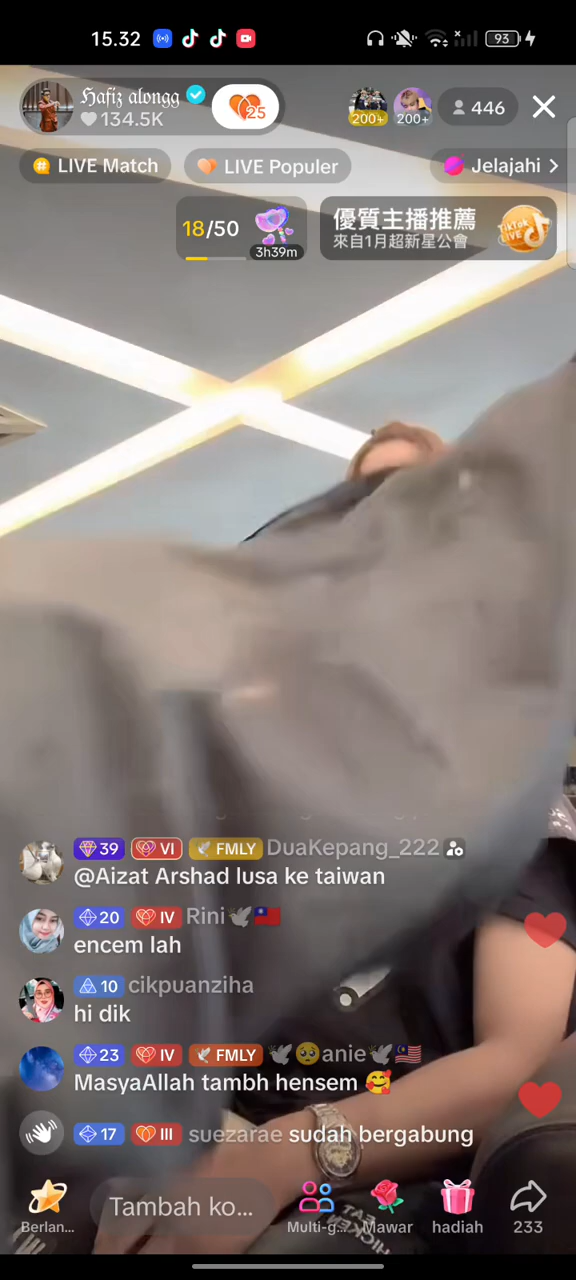 15.32
93
Hafiz alongg
134.5K
25
200+
200+
446
LIVE Match
LIVE Populer
Jelajahi >
18/50
3h39m
優質主播推薦
來自1月超新星公會
TikTok LIVE
39 VI FMLY DuaKepang_222
@Aizat Arshad lusa ke taiwan
20 IV Rini🕊️🇹🇼
encem lah
10 cikpuanziha
hi dik
23 IV FMLY 🕊️🥺anie🕊️🇲🇾
MasyaAllah tambh hensem 🥰
17 III suezarae sudah bergabung
Tambah ko...
Berlan...
Multi-g...
Mawar
hadiah
233